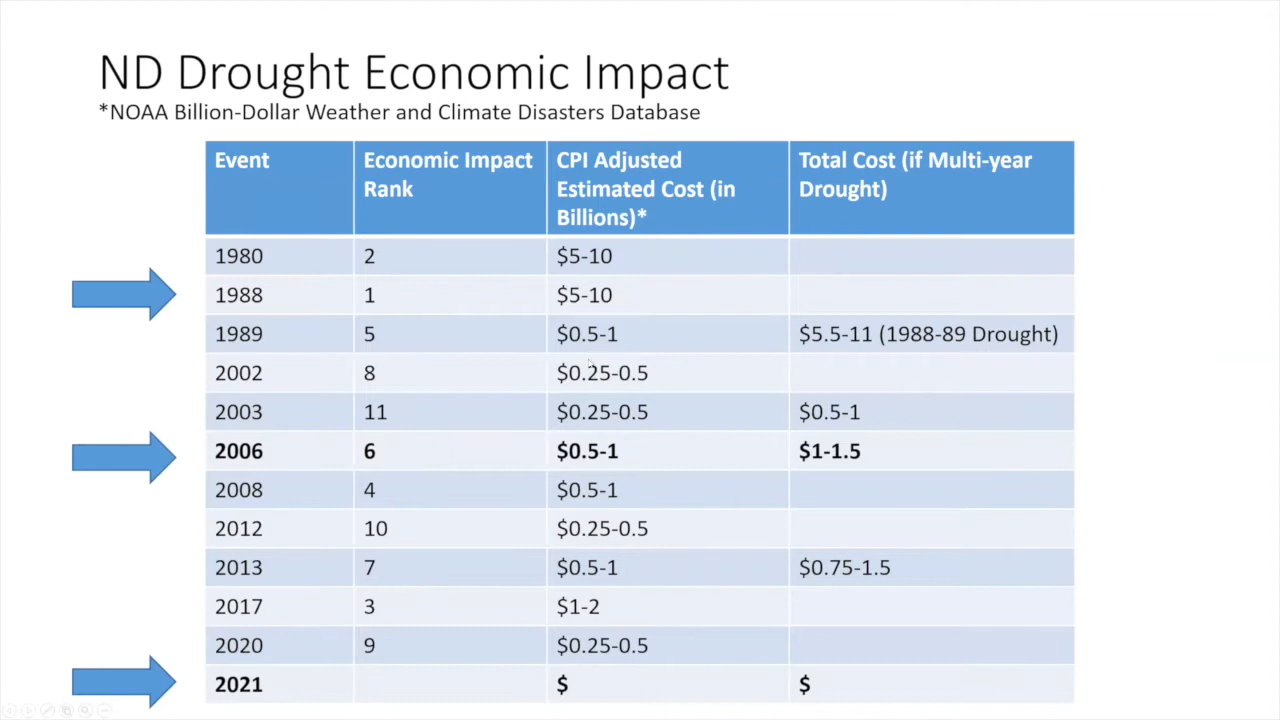 ND Drought Economic Impact
*NOAA Billion-Dollar Weather and Climate Disasters Database
Event
Economic Impact
Rank
CPI Adjusted
Estimated Cost (in
Billions)*
Total Cost (if Multi-year
Drought)
1980 2 $5-10
1988 1 $5-10
1989 5 $0.5-1 $5.5-11 (1988-89 Drought)
2002 8 $0.25-0.5
2003 11 $0.25-0.5 $0.5-1
2006 6 $0.5-1 $1-1.5
2008 4 $0.5-1
2012 10 $0.25-0.5
2013 7 $0.5-1 $0.75-1.5
2017 3 $1-2
2020 9 $0.25-0.5
2021 $ $